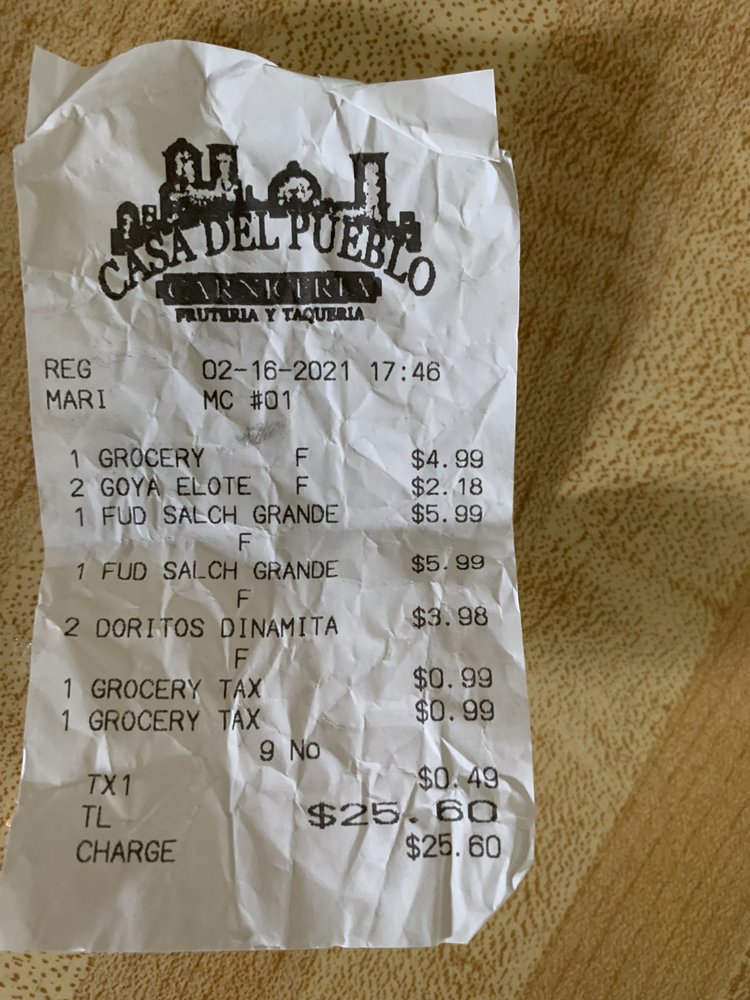 CASA DEL PUEBLO
CARNICERIA
FRUTERIA Y TAQUERIA
REG 02-16-2021 17:46
MARI MC #01
1 GROCERY F $4.99
2 GOYA ELOTE F $2.18
1 FUD SALCH GRANDE $5.99
F
1 FUD SALCH GRANDE $5.99
F
2 DORITOS DINAMITA $3.98
F
1 GROCERY TAX $0.99
1 GROCERY TAX $0.99
9 No
TX1 $0.49
TL $25.60
CHARGE $25.60